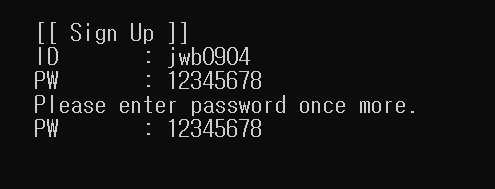 [[ Sign Up ]]
ID : jwb0904
PW : 12345678
Please enter password once more.
PW : 12345678